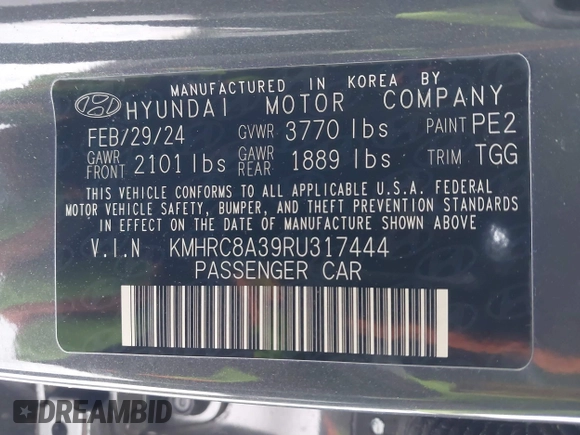 MANUFACTURED IN KOREA BY
HYUNDAI MOTOR COMPANY
FEB/29/24 GVWR 3770 lbs PAINT PE2
GAWR FRONT 2101 lbs GAWR REAR 1889 lbs TRIM TGG
THIS VEHICLE CONFORMS TO ALL APPLICABLE U.S.A. FEDERAL
MOTOR VEHICLE SAFETY, BUMPER, AND THEFT PREVENTION STANDARDS
IN EFFECT ON THE DATE OF MANUFACTURE SHOWN ABOVE.
V.I.N KMHRC8A39RU317444
PASSENGER CAR
DREAMBID